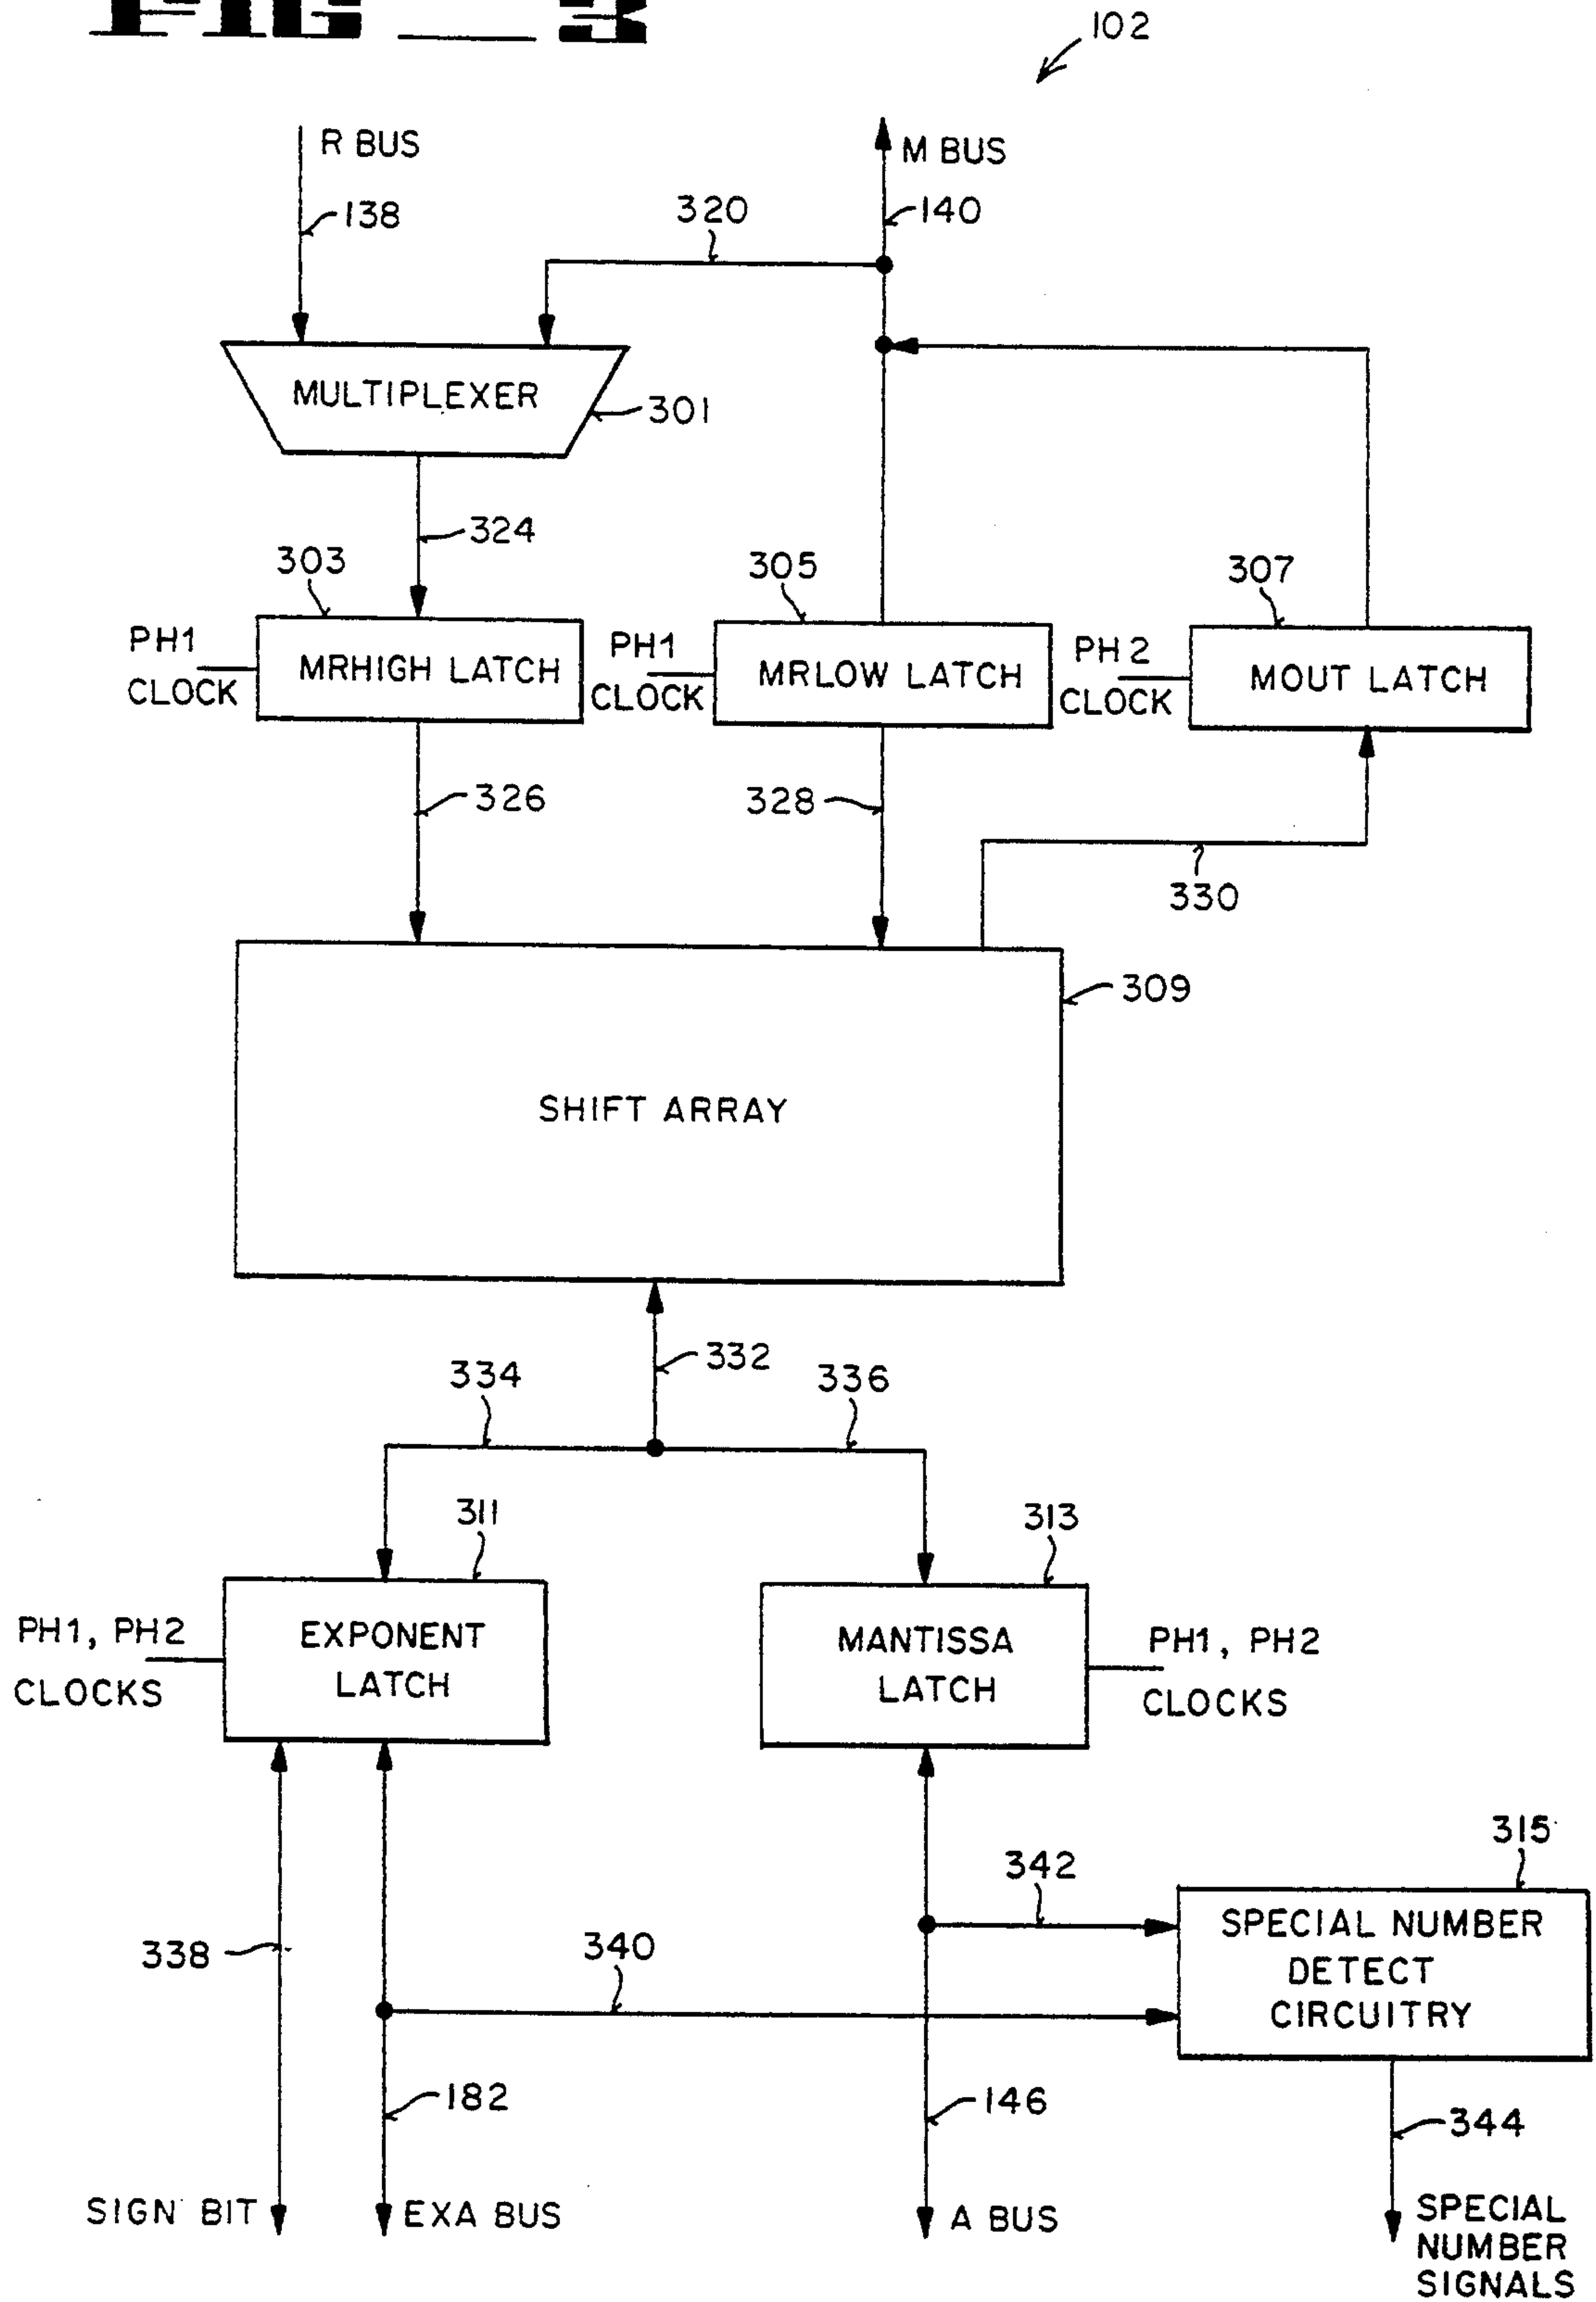 FIG_3
102
R BUS
M BUS
138
320
140
MULTIPLEXER
301
324
303
305
307
PH1
CLOCK
MRHIGH LATCH
PH1
CLOCK
MRLOW LATCH
PH2
CLOCK
MOUT LATCH
326
328
330
309
SHIFT ARRAY
332
334
336
311
313
PH1, PH2
CLOCKS
EXPONENT
LATCH
MANTISSA
LATCH
PH1, PH2
CLOCKS
315
342
338
340
SPECIAL NUMBER
DETECT
CIRCUITRY
182
146
344
SIGN BIT
EXA BUS
A BUS
SPECIAL
NUMBER
SIGNALS